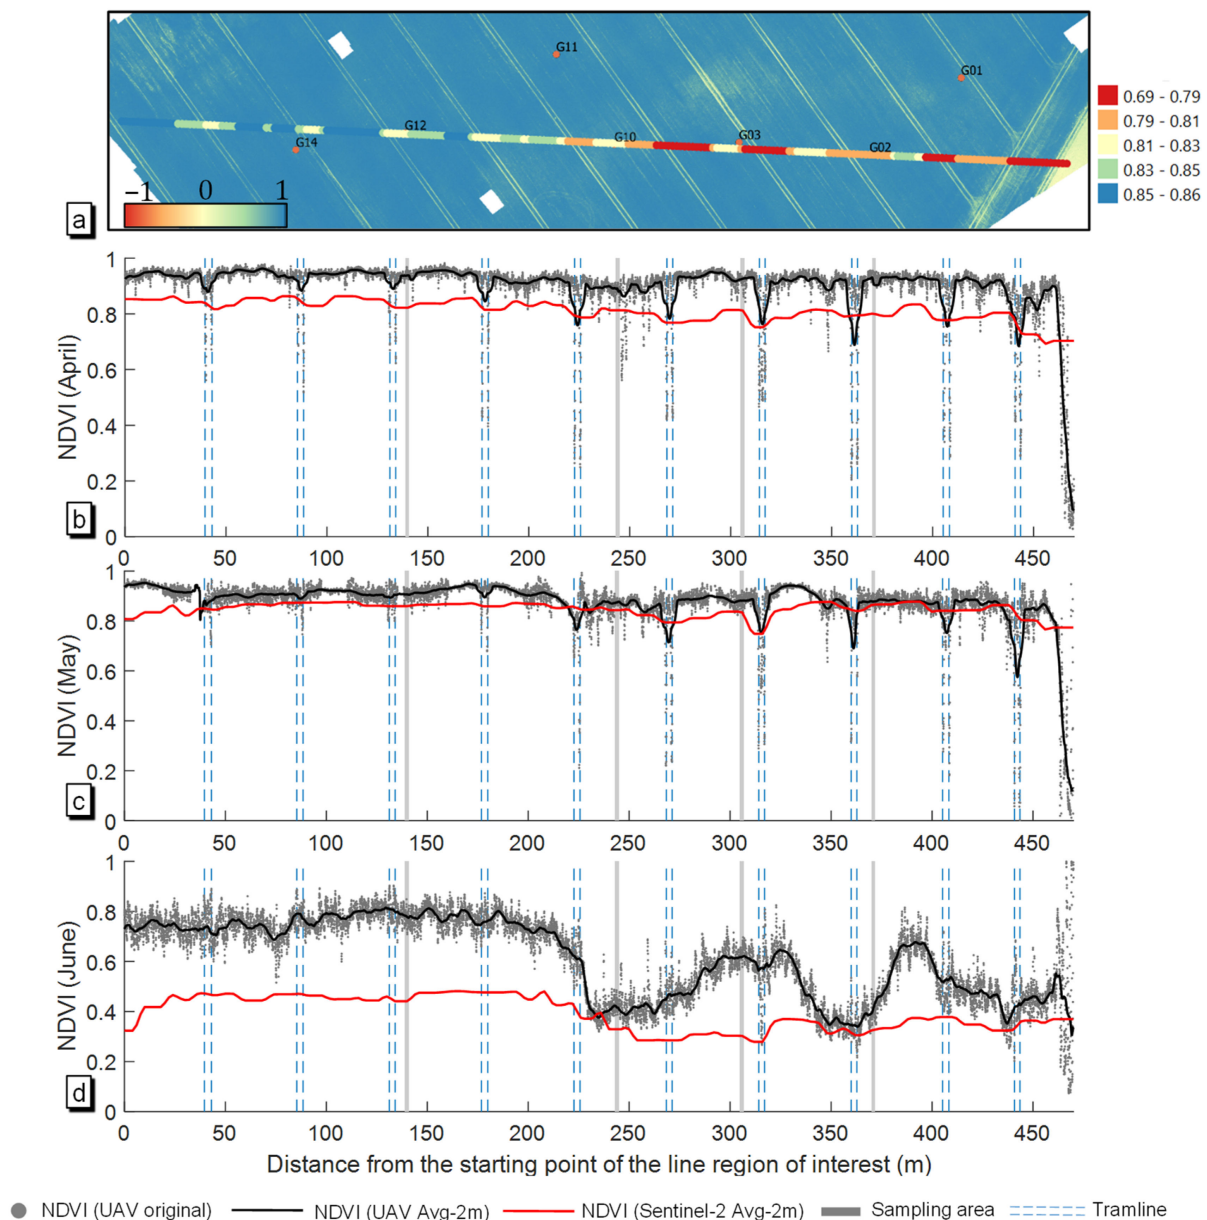 G11
G01
G12
G14
G10
G03
G02
−1 0 1
0.69 - 0.79
0.79 - 0.81
0.81 - 0.83
0.83 - 0.85
0.85 - 0.86
a
NDVI (April)
1
0.8
0.6
0.4
0.2
0
b
0 50 100 150 200 250 300 350 400 450
NDVI (May)
1
0.8
0.6
0.4
0.2
0
c
0 50 100 150 200 250 300 350 400 450
NDVI (June)
1
0.8
0.6
0.4
0.2
0
d
0 50 100 150 200 250 300 350 400 450
Distance from the starting point of the line region of interest (m)
NDVI (UAV original) NDVI (UAV Avg-2m) NDVI (Sentinel-2 Avg-2m) Sampling area Tramline